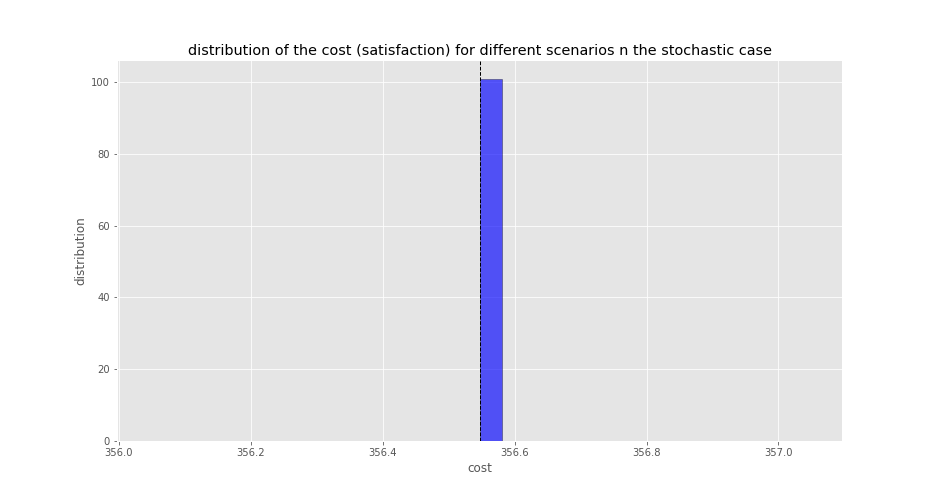 distribution of the cost (satisfaction) for different scenarios n the stochastic case
100
80
60
40
20
0
distribution
356.0 356.2 356.4 356.6 356.8 357.0
cost